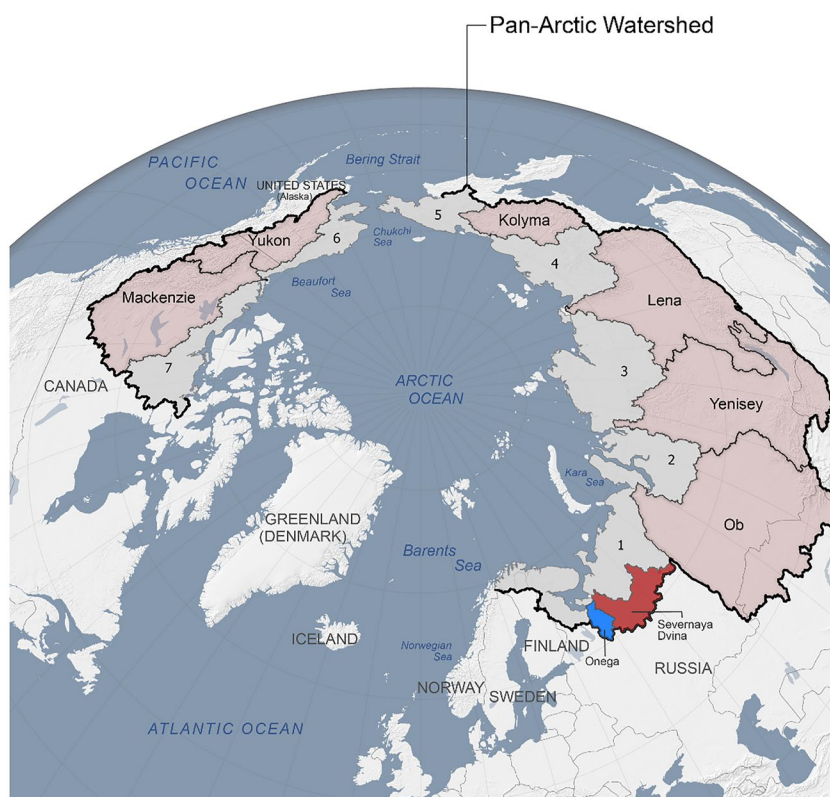 Pan-Arctic Watershed
PACIFIC
OCEAN
Bering Strait
UNITED STATES
(Alaska)
5
Kolyma
Yukon
6
Chukchi
Sea
4
Beaufort
Sea
Mackenzie
Lena
7
3
CANADA
ARCTIC
OCEAN
Yenisey
2
Kara
Sea
GREENLAND
(DENMARK)
Ob
1
Barents
Sea
Severnaya
Dvina
ICELAND
Norwegian
Sea
FINLAND
Onega
RUSSIA
NORWAY
SWEDEN
ATLANTIC OCEAN